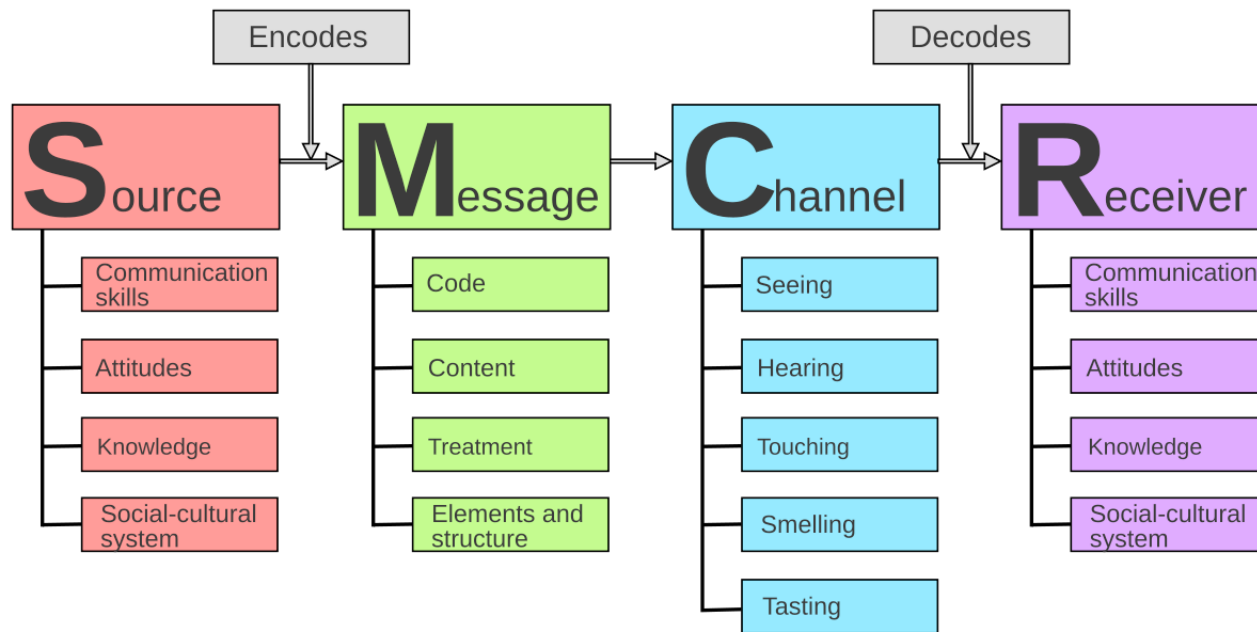 Encodes
Decodes
Source
Message
Channel
Receiver
Communication
skills
Attitudes
Knowledge
Social-cultural
system
Code
Content
Treatment
Elements and
structure
Seeing
Hearing
Touching
Smelling
Tasting
Communication
skills
Attitudes
Knowledge
Social-cultural
system